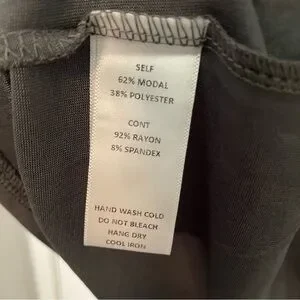 SELF
62% MODAL
38% POLYESTER
CONT
92% RAYON
8% SPANDEX
HAND WASH COLD
DO NOT BLEACH
HANG DRY
COOL IRON